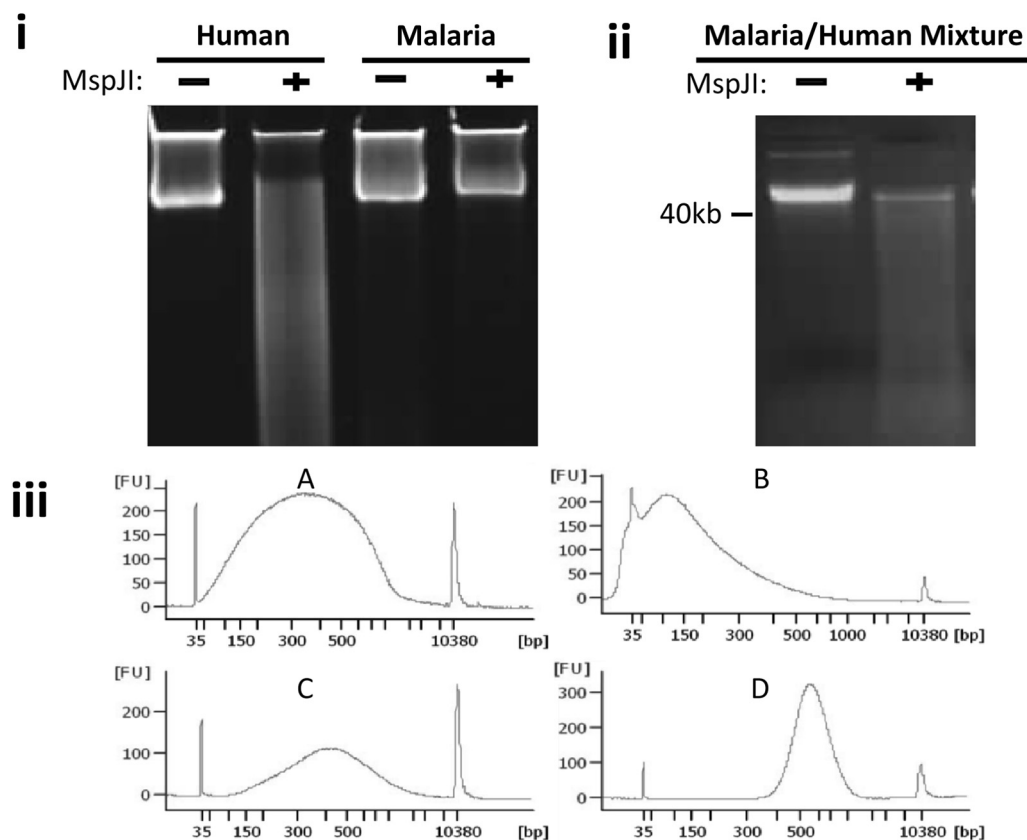 i
Human Malaria
MspJI: − + − +
ii
Malaria/Human Mixture
MspJI: − +
40kb
iii
A
[FU]
200
150
100
50
0
35 150 300 500 10380 [bp]
B
[FU]
200
150
100
50
0
35 150 300 500 1000 10380 [bp]
C
[FU]
200
100
0
35 150 300 500 10380 [bp]
D
[FU]
300
200
100
0
35 150 300 500 10380 [bp]